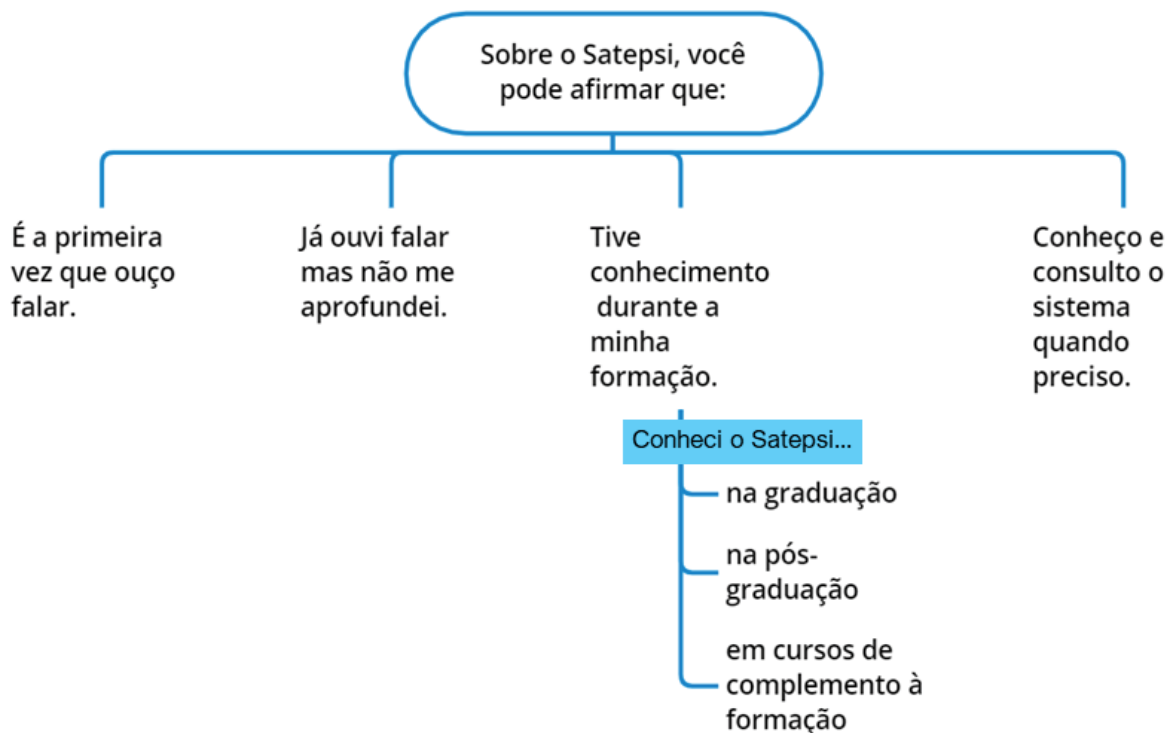 Sobre o Satepsi, você
pode afirmar que:
É a primeira
vez que ouço
falar.
Já ouvi falar
mas não me
aprofundei.
Tive
conhecimento
durante a
minha
formação.
Conheço e
consulto o
sistema
quando
preciso.
Conheci o Satepsi...
na graduação
na pós-
graduação
em cursos de
complemento à
formação